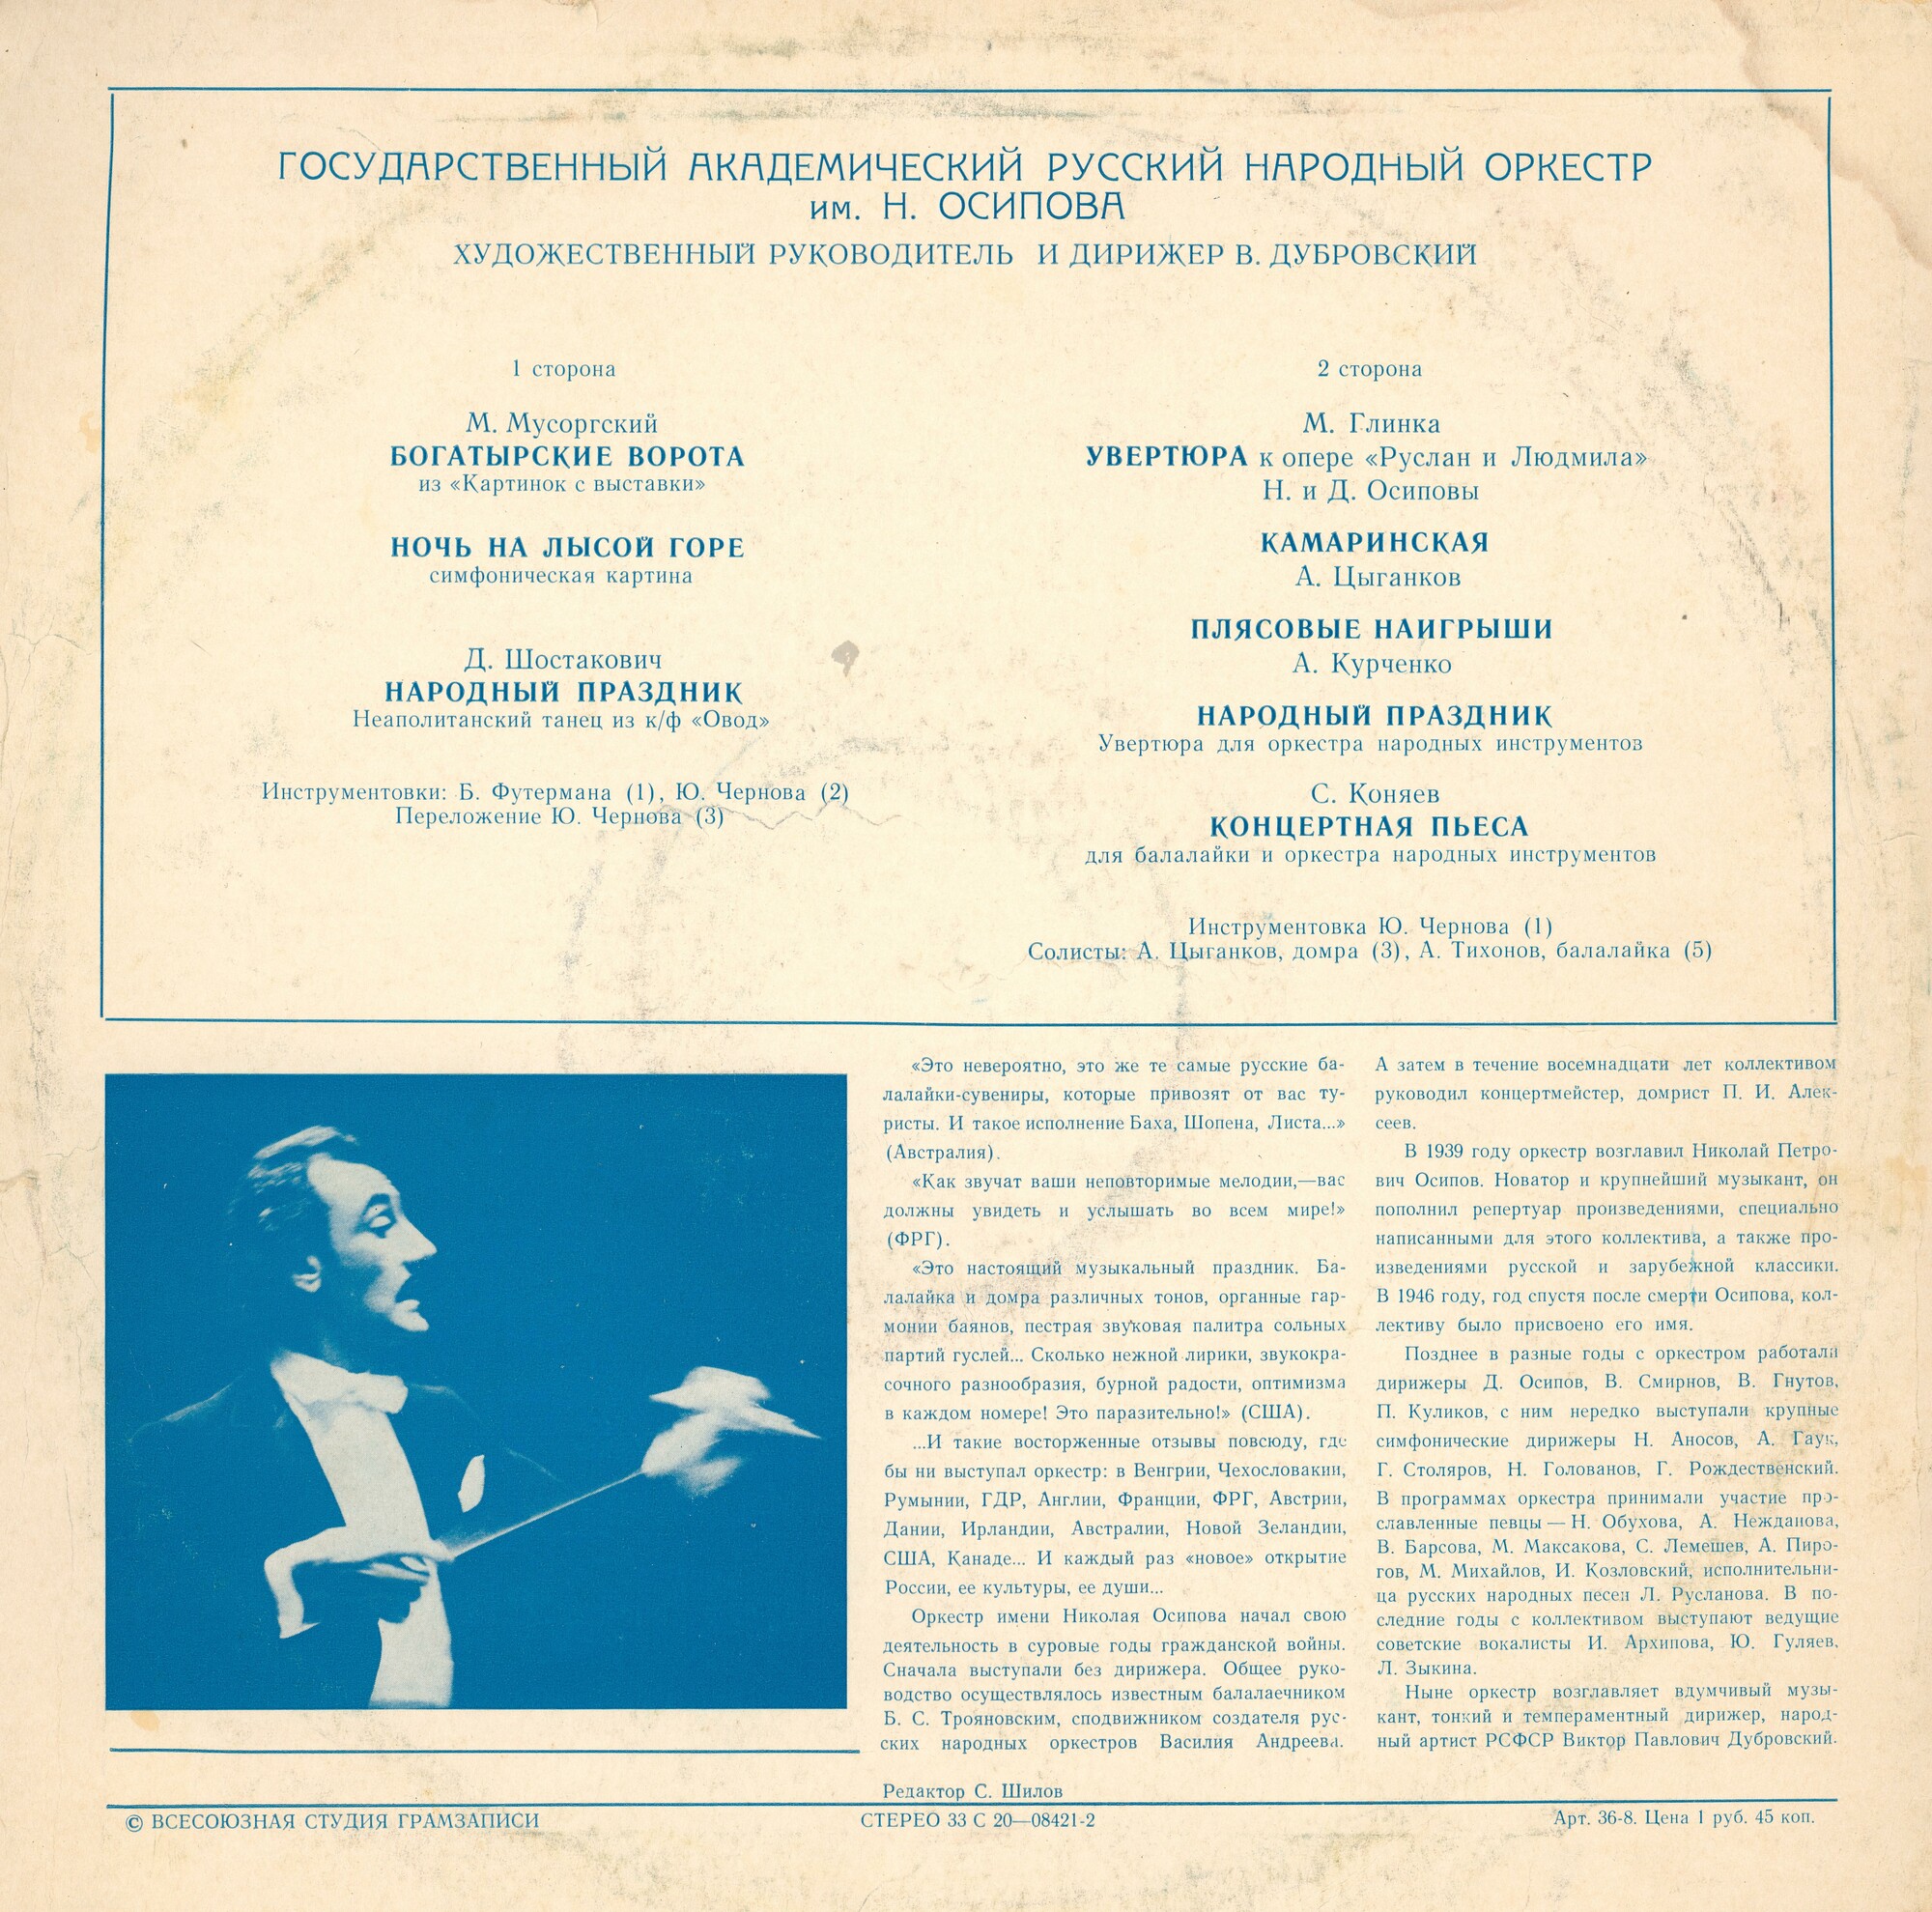 ГОСУДАРСТВЕННЫЙ АКАДЕМИЧЕСКИЙ РУССКИЙ НАРОДНЫЙ ОРКЕСТР
им. Н. ОСИПОВА
ХУДОЖЕСТВЕННЫЙ РУКОВОДИТЕЛЬ И ДИРИЖЕР В. ДУБРОВСКИЙ
1 сторона
М. Мусоргский
БОГАТЫРСКИЕ ВОРОТА
из «Картинок с выставки»
НОЧЬ НА ЛЫСОЙ ГОРЕ
симфоническая картина
Д. Шостакович
НАРОДНЫЙ ПРАЗДНИК
Неаполитанский танец из к/ф «Овод»
Инструментовки: Б. Футермана (1), Ю. Чернова (2)
Переложение Ю. Чернова (3)
2 сторона
М. Глинка
УВЕРТЮРА к опере «Руслан и Людмила»
Н. и Д. Осиповы
КАМАРИНСКАЯ
А. Цыганков
ПЛЯСОВЫЕ НАИГРЫШИ
А. Курченко
НАРОДНЫЙ ПРАЗДНИК
Увертюра для оркестра народных инструментов
С. Коняев
КОНЦЕРТНАЯ ПЬЕСА
для балалайки и оркестра народных инструментов
Инструментовка Ю. Чернова (1)
Солисты: А. Цыганков, домра (3), А. Тихонов, балалайка (5)
«Это невероятно, это же те самые русские ба-
лалайки-сувениры, которые привозят от вас ту-
ристы. И такое исполнение Баха, Шопена, Листа...»
(Австралия).
«Как звучат ваши неповторимые мелодии,—вас
должны увидеть и услышать во всем мире!»
(ФРГ).
«Это настоящий музыкальный праздник. Ба-
лалайка и домра различных тонов, органные гар-
монии баянов, пестрая звуковая палитра сольных
партий гуслей... Сколько нежной лирики, звукокра-
сочного разнообразия, бурной радости, оптимизма
в каждом номере! Это паразительно!» (США).
...И такие восторженные отзывы повсюду, где
бы ни выступал оркестр: в Венгрии, Чехословакии,
Румынии, ГДР, Англии, Франции, ФРГ, Австрии,
Дании, Ирландии, Австралии, Новой Зеландии,
США, Канаде... И каждый раз «новое» открытие
России, ее культуры, ее души...
Оркестр имени Николая Осипова начал свою
деятельность в суровые годы гражданской войны.
Сначала выступали без дирижера. Общее руко-
водство осуществлялось известным балалаечником
Б. С. Трояновским, сподвижником создателя рус-
ских народных оркестров Василия Андреева.
А затем в течение восемнадцати лет коллективом
руководил концертмейстер, домрист П. И. Алек-
сеев.
В 1939 году оркестр возглавил Николай Петро-
вич Осипов. Новатор и крупнейший музыкант, он
пополнил репертуар произведениями, специально
написанными для этого коллектива, а также про-
изведениями русской и зарубежной классики.
В 1946 году, год спустя после смерти Осипова, кол-
лективу было присвоено его имя.
Позднее в разные годы с оркестром работали
дирижеры Д. Осипов, В. Смирнов, В. Гнутов,
П. Куликов, с ним нередко выступали крупные
симфонические дирижеры Н. Аносов, А. Гаук,
Г. Столяров, Н. Голованов, Г. Рождественский.
В программах оркестра принимали участие про-
славленные певцы — Н. Обухова, А. Нежданова,
В. Барсова, М. Максакова, С. Лемешев, А. Пиро-
гов, М. Михайлов, И. Козловский, исполнительни-
ца русских народных песен Л. Русланова. В по-
следние годы с коллективом выступают ведущие
советские вокалисты И. Архипова, Ю. Гуляев,
Л. Зыкина.
Ныне оркестр возглавляет вдумчивый музы-
кант, тонкий и темпераментный дирижер, народ-
ный артист РСФСР Виктор Павлович Дубровский.
Редактор С. Шилов
© ВСЕСОЮЗНАЯ СТУДИЯ ГРАМЗАПИСИ
СТЕРЕО 33 С 20—08421-2
Арт. 36-8. Цена 1 руб. 45 коп.